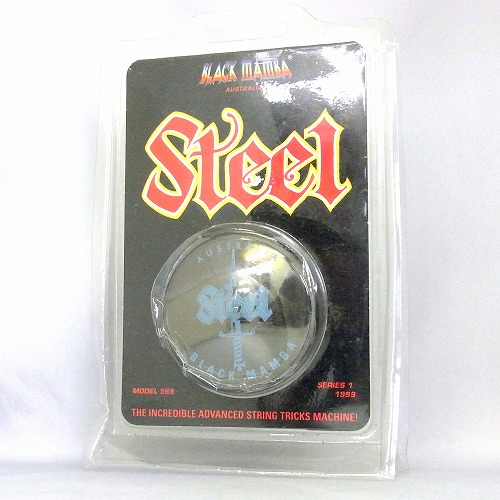 BLACK MAMBA®
AUSTRALIA
Steel
AUSTRALIA
Steel
BLACK MAMBA
MODEL 565
SERIES 1
1999
THE INCREDIBLE ADVANCED STRING TRICKS MACHINE!